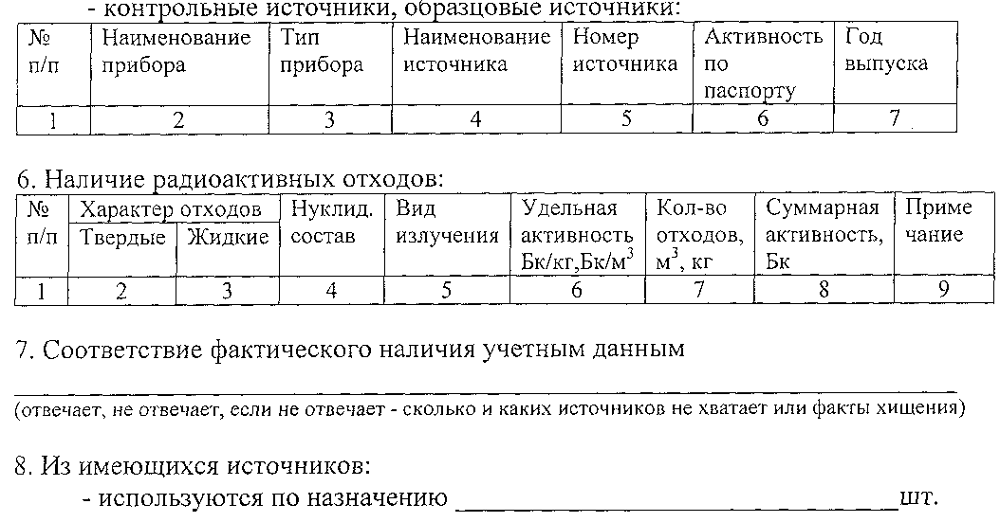 - контрольные источники, образцовые источники:
№ п/п | Наименование прибора | Тип прибора | Наименование источника | Номер источника | Активность по паспорту | Год выпуска
1 | 2 | 3 | 4 | 5 | 6 | 7
6. Наличие радиоактивных отходов:
№ п/п | Характер отходов | Нуклид. состав | Вид излучения | Удельная активность Бк/кг,Бк/м³ | Кол-во отходов, м³, кг | Суммарная активность, Бк | Приме чание
Твердые | Жидкие
1 | 2 | 3 | 4 | 5 | 6 | 7 | 8 | 9
7. Соответствие фактического наличия учетным данным
(отвечает, не отвечает, если не отвечает - сколько и каких источников не хватает или факты хищения)
8. Из имеющихся источников:
- используются по назначению ______________ шт.